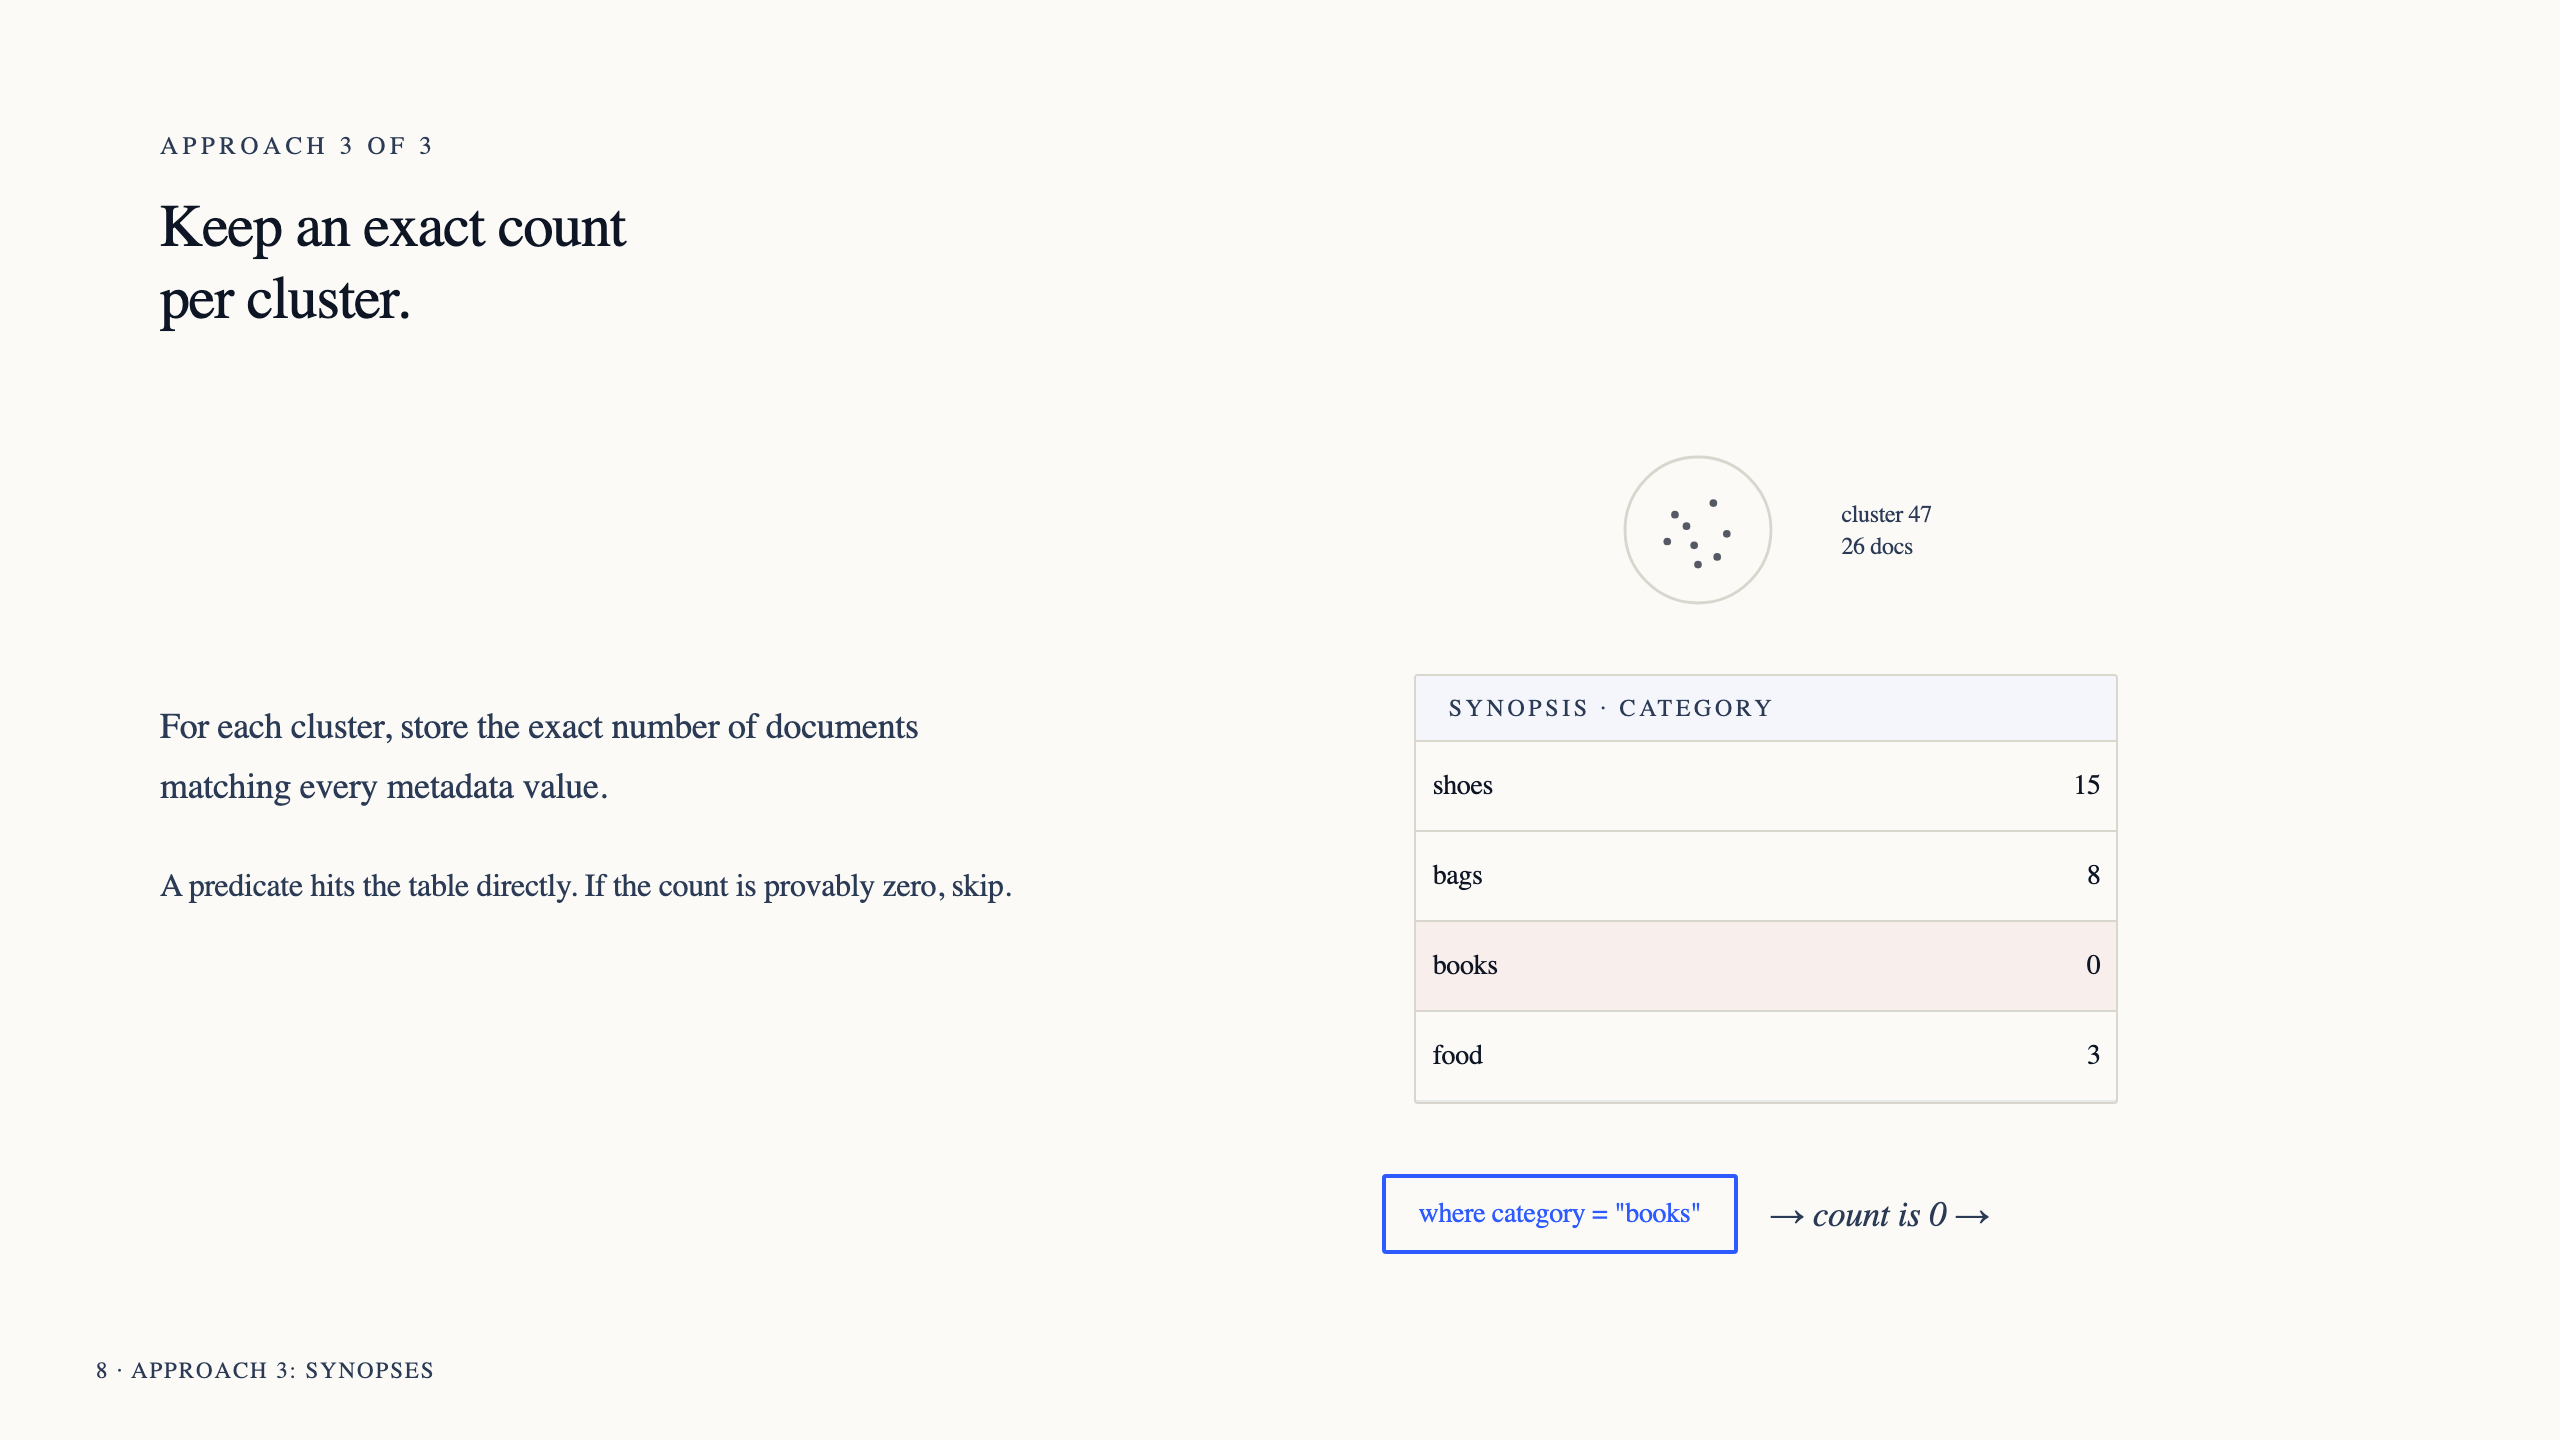 APPROACH 3 OF 3
Keep an exact count
per cluster.
For each cluster, store the exact number of documents
matching every metadata value.
A predicate hits the table directly. If the count is provably zero, skip.
cluster 47
26 docs
SYNOPSIS · CATEGORY
shoes 15
bags 8
books 0
food 3
where category = "books" → count is 0 →
8 · APPROACH 3: SYNOPSES